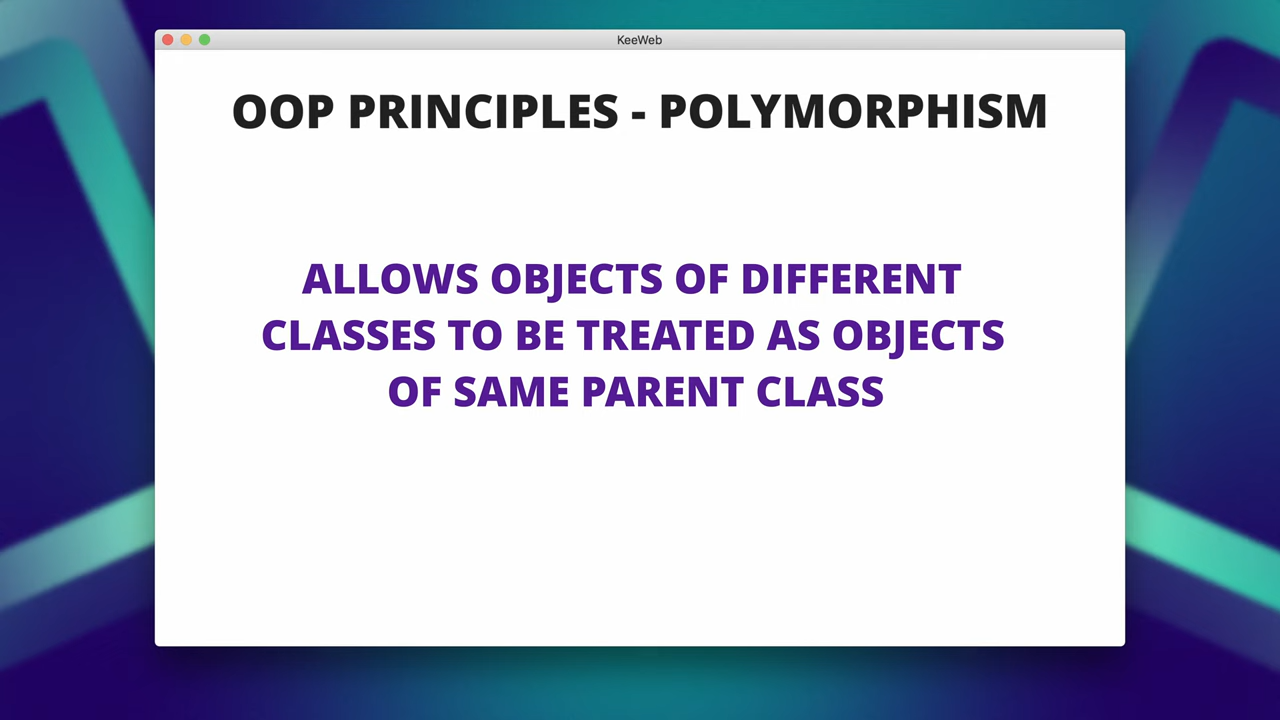 KeeWeb
OOP PRINCIPLES - POLYMORPHISM
ALLOWS OBJECTS OF DIFFERENT
CLASSES TO BE TREATED AS OBJECTS
OF SAME PARENT CLASS